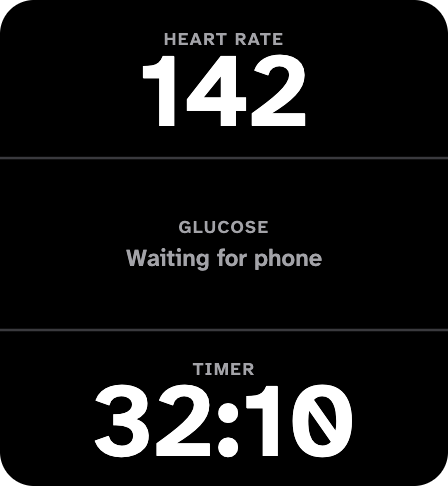 HEART RATE
142
GLUCOSE
Waiting for phone
TIMER
32:10